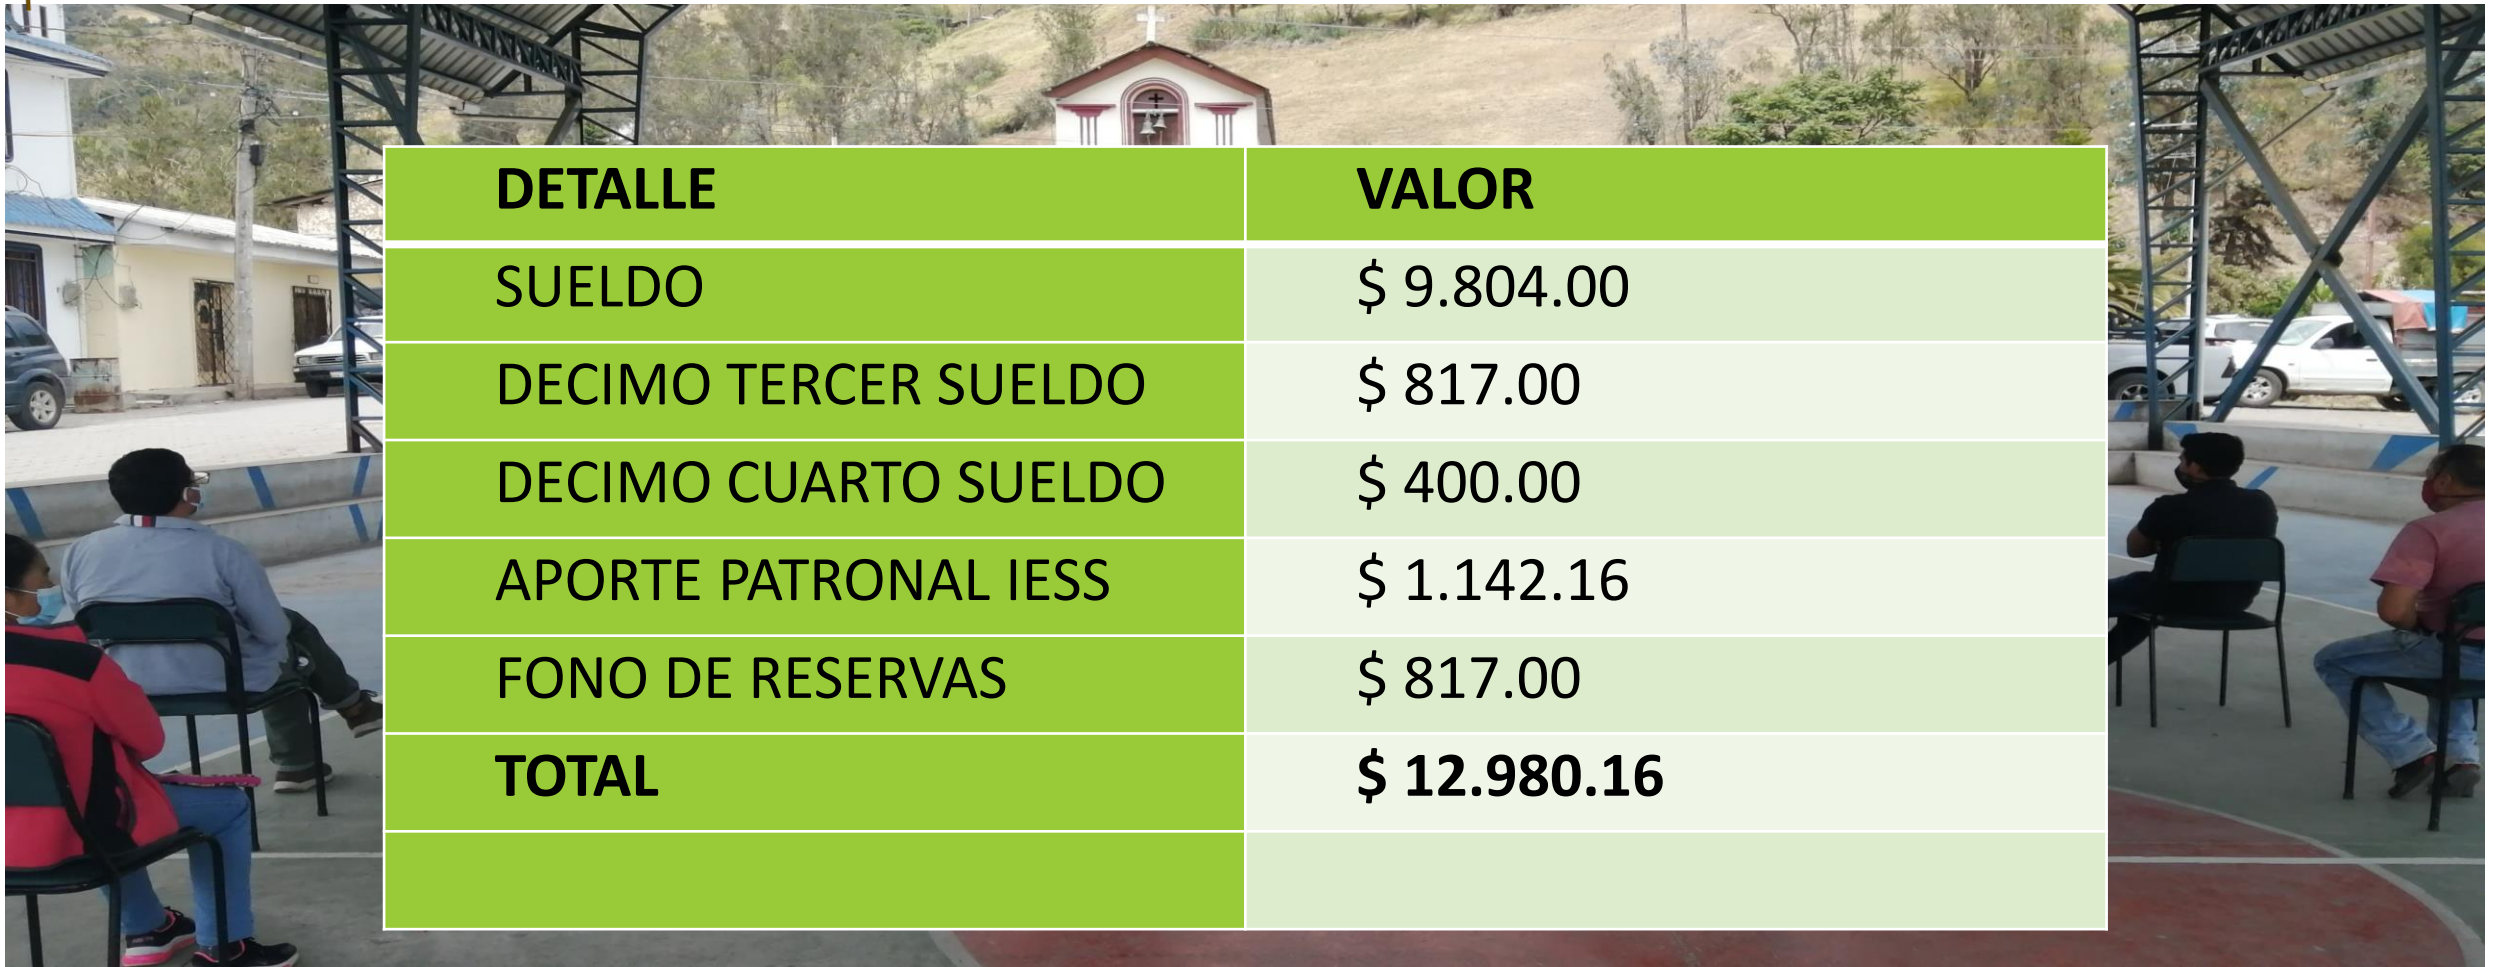 DETALLE VALOR
SUELDO $ 9.804.00
DECIMO TERCER SUELDO $ 817.00
DECIMO CUARTO SUELDO $ 400.00
APORTE PATRONAL IESS $ 1.142.16
FONO DE RESERVAS $ 817.00
TOTAL $ 12.980.16